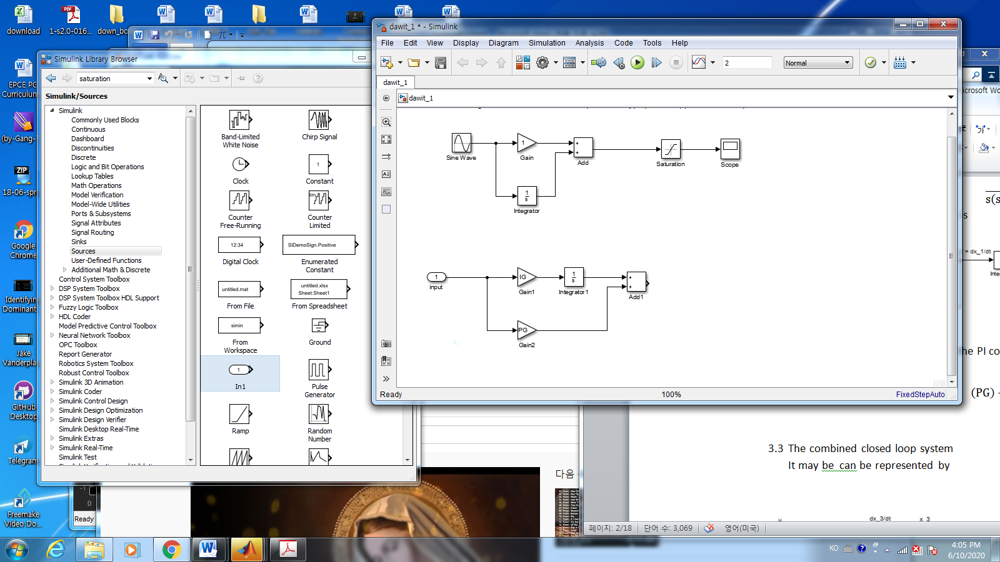 download
1-s2.0-016...
down_bc
EPCE PG
Curriculun
(by-Gang-
ZIP
18-06-spr
Google
Chrome
Identifying
Dominant
Jake
Vanderpla
GitHub
Desktop
Telegran
Freemake
Video Do...
Simulink Library Browser
saturation
Simulink/Sources
Simulink
Commonly Used Blocks
Continuous
Dashboard
Discontinuities
Discrete
Logic and Bit Operations
Lookup Tables
Math Operations
Model Verification
Model-Wide Utilities
Ports & Subsystems
Signal Attributes
Signal Routing
Sinks
Sources
User-Defined Functions
Additional Math & Discrete
Control System Toolbox
DSP System Toolbox
DSP System Toolbox HDL Support
Fuzzy Logic Toolbox
HDL Coder
Model Predictive Control Toolbox
Neural Network Toolbox
OPC Toolbox
Report Generator
Robotics System Toolbox
Robust Control Toolbox
Simulink 3D Animation
Simulink Coder
Simulink Control Design
Simulink Design Optimization
Simulink Design Verifier
Simulink Desktop Real-Time
Simulink Extras
Simulink Real-Time
Simulink Test
Band-Limited
White Noise
Chirp Signal
Clock
1
Constant
Counter
Free-Running
lim
Counter
Limited
12:34
Digital Clock
SlDemoSign.Positive
Enumerated
Constant
untitled.mat
From File
untitled.xlsx
Sheet:Sheet1
From Spreadsheet
simin
From
Workspace
Ground
1
In1
Pulse
Generator
Ramp
Random
Number
dawit_1 * - Simulink
File Edit View Display Diagram Simulation Analysis Code Tools Help
2
Normal
dawit_1
dawit_1
Sine Wave
1
Gain
+
+
Add
Saturation
Scope
1
s
Integrator
1
input
IG
Gain1
1
s
Integrator1
+
+
Add1
PG
Gain2
Ready
100%
FixedStepAuto
icrosoft Wo
가
s(s
s
= dx_1/dt
Inte
he PI co
(PG)
3.3 The combined closed loop system
It may be can be represented by
dx_3/dt
x_3
u
페이지: 2/18
단어 수: 3,069
영어(미국)
다음
-1
0
Ready
KO
4:05 PM
6/10/2020